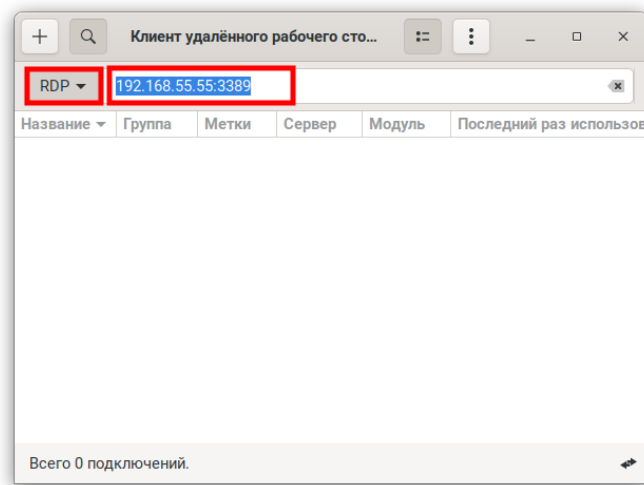 Клиент удалённого рабочего сто...
RDP 192.168.55.55:3389
Название Группа Метки Сервер Модуль Последний раз использов
Всего 0 подключений.